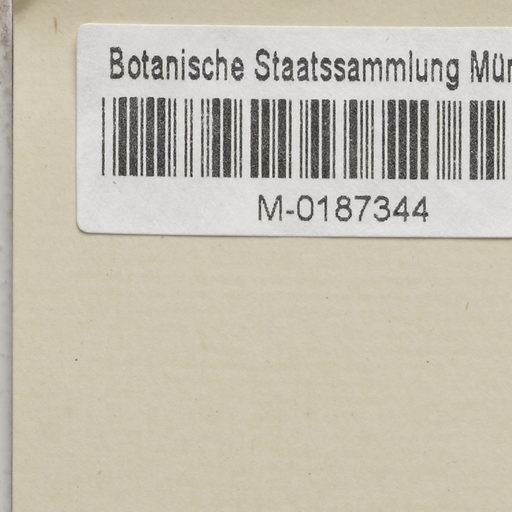 Botanische Staatssammlung Mün
M-0187344